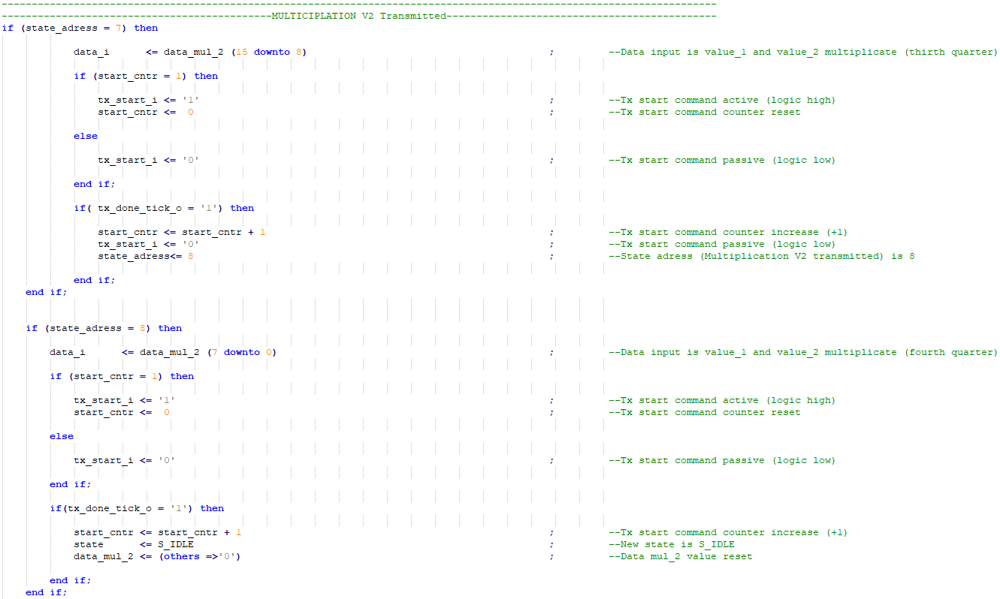 -----------------------------------------------------------------------------------------------------------------------
---------------------------------------------MULTICIPLATION V2 Transmitted---------------------------------------------
if (state_adress = 7) then
data_i      <= data_mul_2 (15 downto 8)                                         ;         --Data input is value_1 and value_2 multiplicate (thirth quarter)
if (start_cntr = 1) then
tx_start_i <= '1'                                                           ;         --Tx start command active (logic high)
start_cntr <=  0                                                            ;         --Tx start command counter reset
else
tx_start_i <= '0'                                                           ;         --Tx start command passive (logic low)
end if;
if( tx_done_tick_o = '1') then
start_cntr <= start_cntr + 1                                                ;         --Tx start command counter increase (+1)
tx_start_i <= '0'                                                           ;         --Tx start command passive (logic low)
state_adress<= 8                                                            ;         --State adress (Multiplication V2 transmitted) is 8
end if;
end if;
if (state_adress = 8) then
data_i      <= data_mul_2 (7 downto 0)                                              ;         --Data input is value_1 and value_2 multiplicate (fourth quarter)
if (start_cntr = 1) then
tx_start_i <= '1'                                                               ;         --Tx start command active (logic high)
start_cntr <=  0                                                                ;         --Tx start command counter reset
else
tx_start_i <= '0'                                                               ;         --Tx start command passive (logic low)
end if;
if(tx_done_tick_o = '1') then
start_cntr <= start_cntr + 1                                                    ;         --Tx start command counter increase (+1)
state      <= S_IDLE                                                            ;         --New state is S_IDLE
data_mul_2 <= (others =>'0')                                                    ;         --Data mul_2 value reset
end if;
end if;